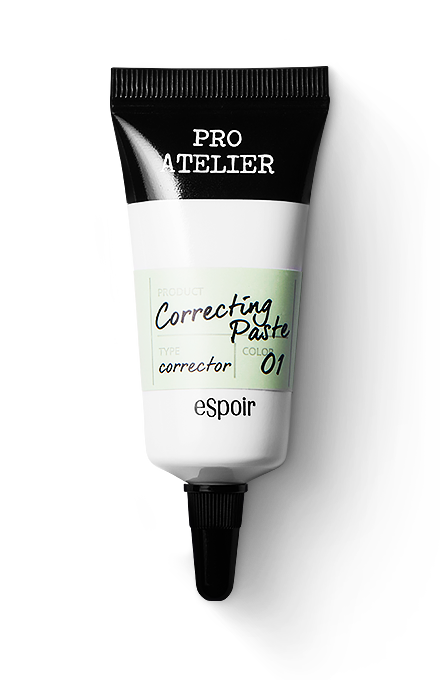 PRO
ATELIER
PRODUCT
Correcting
Paste
TYPE
COLOR
corrector
01
eSpoir